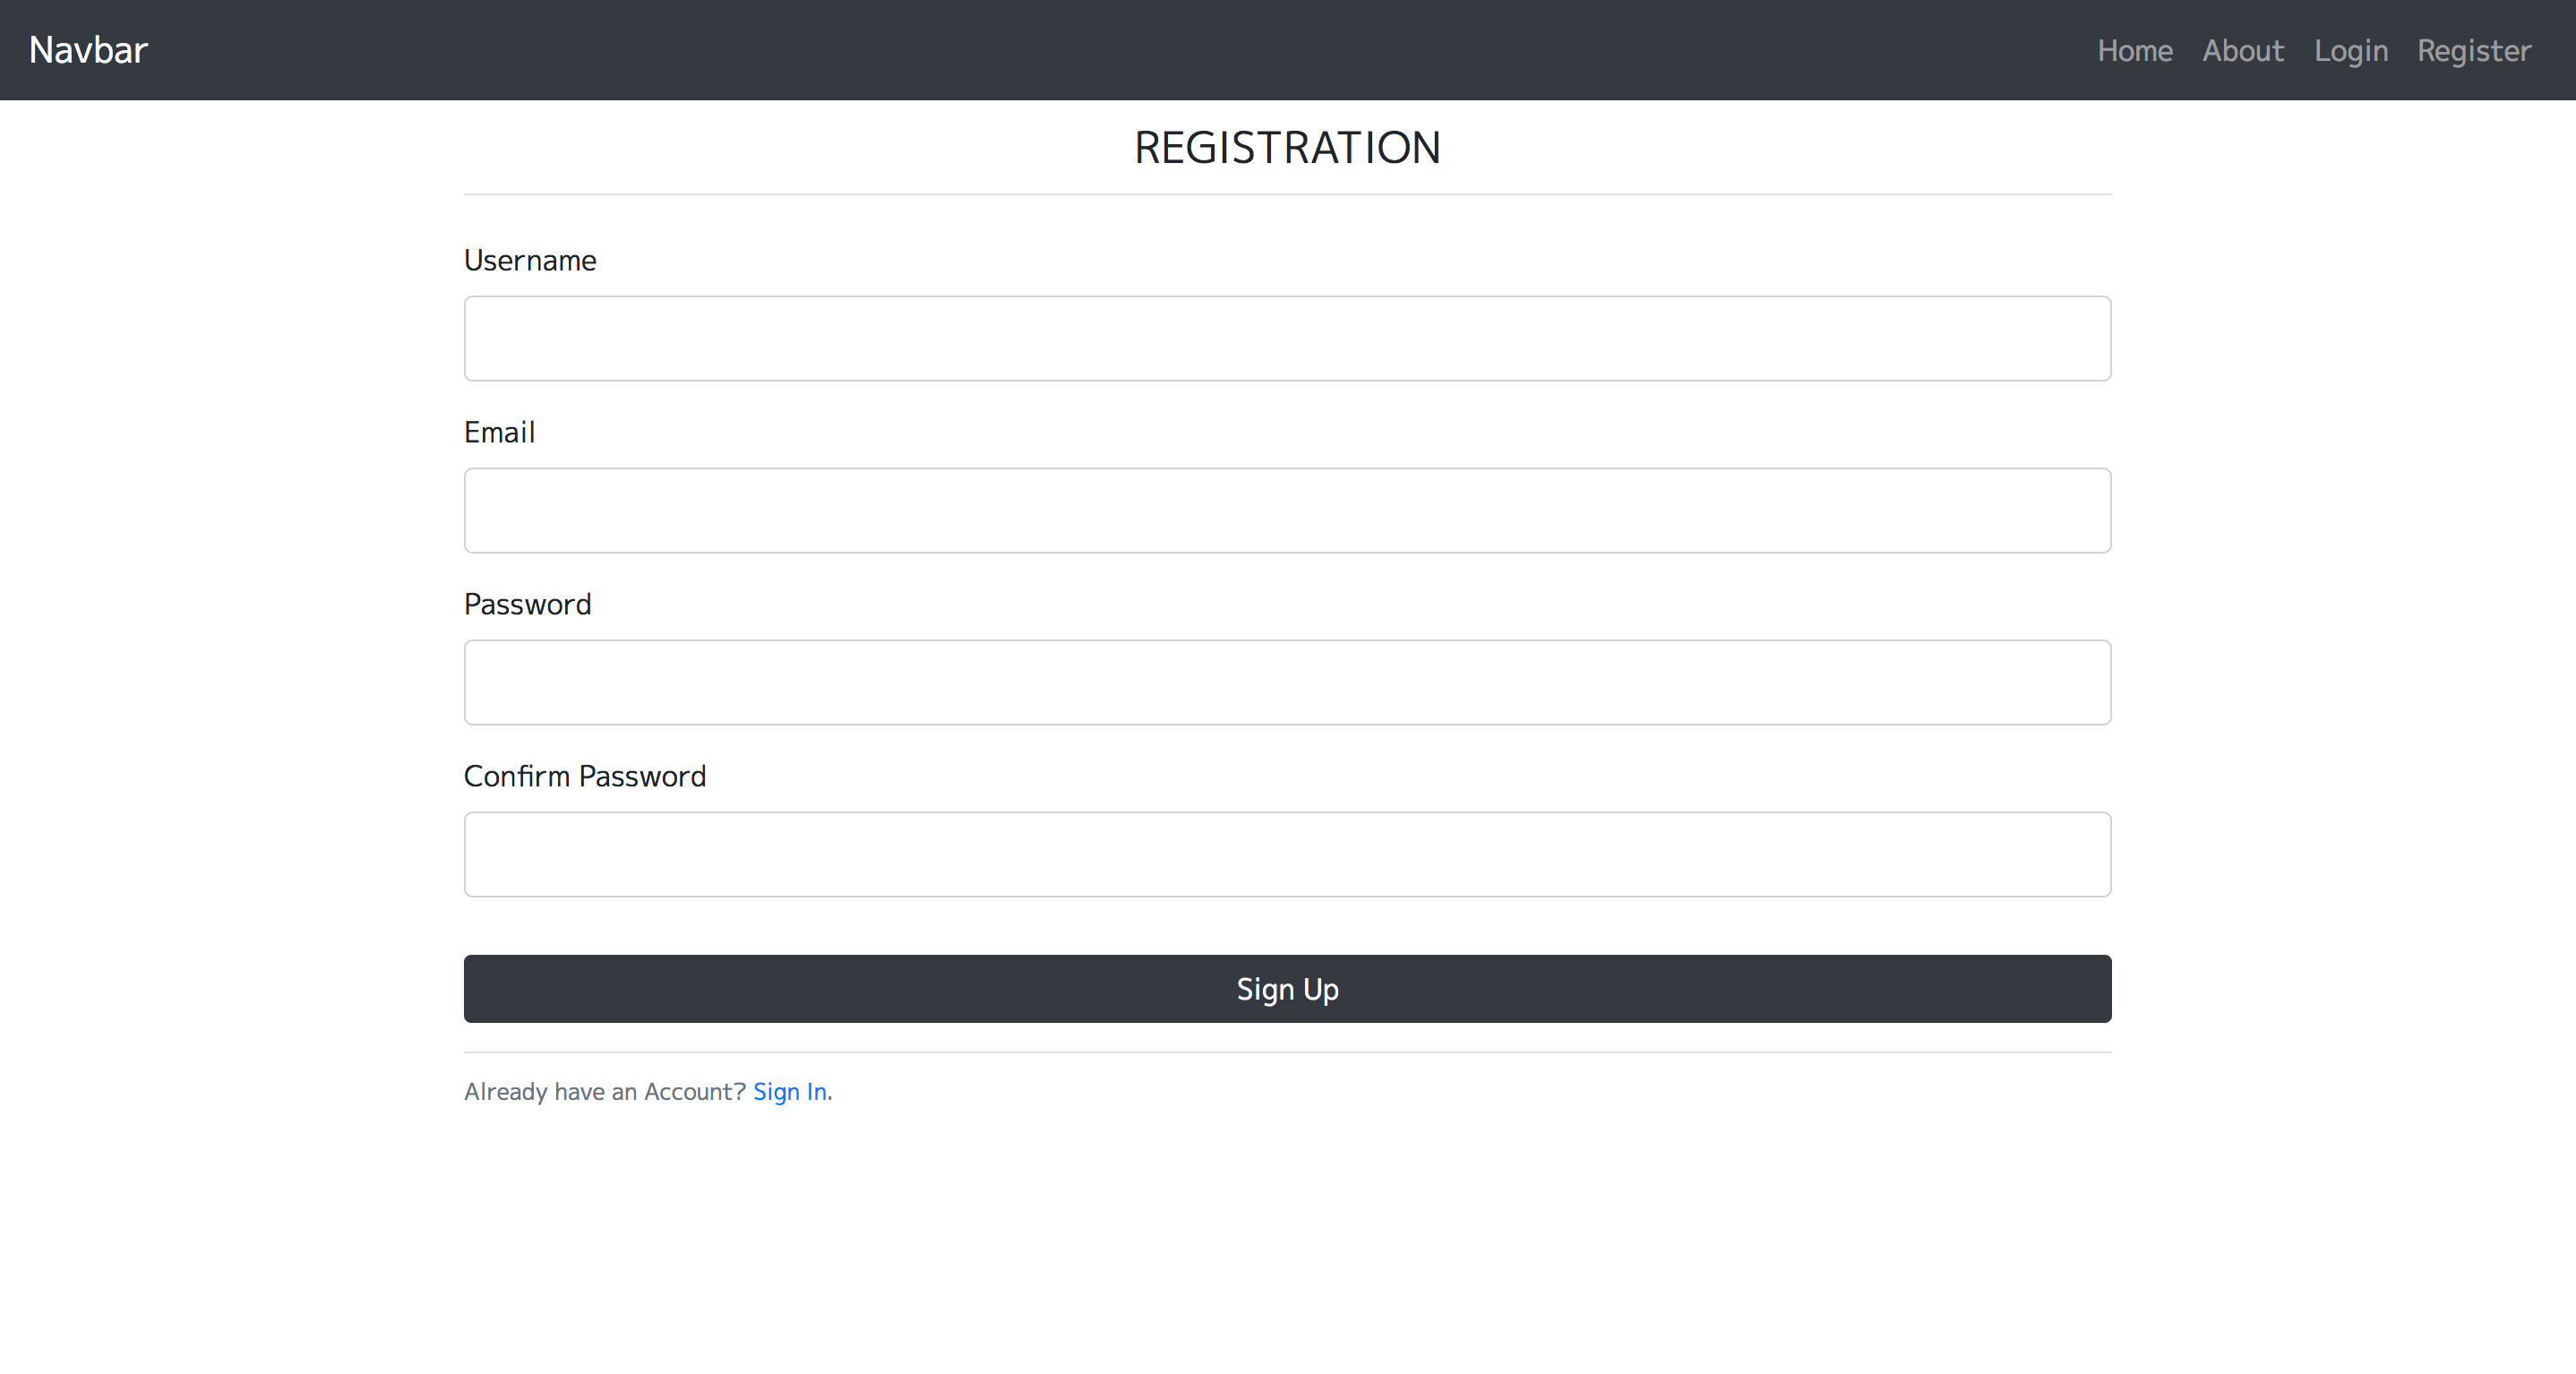 Navbar Home About Login Register
REGISTRATION
Username
Email
Password
Confirm Password
Sign Up
Already have an Account? Sign In.